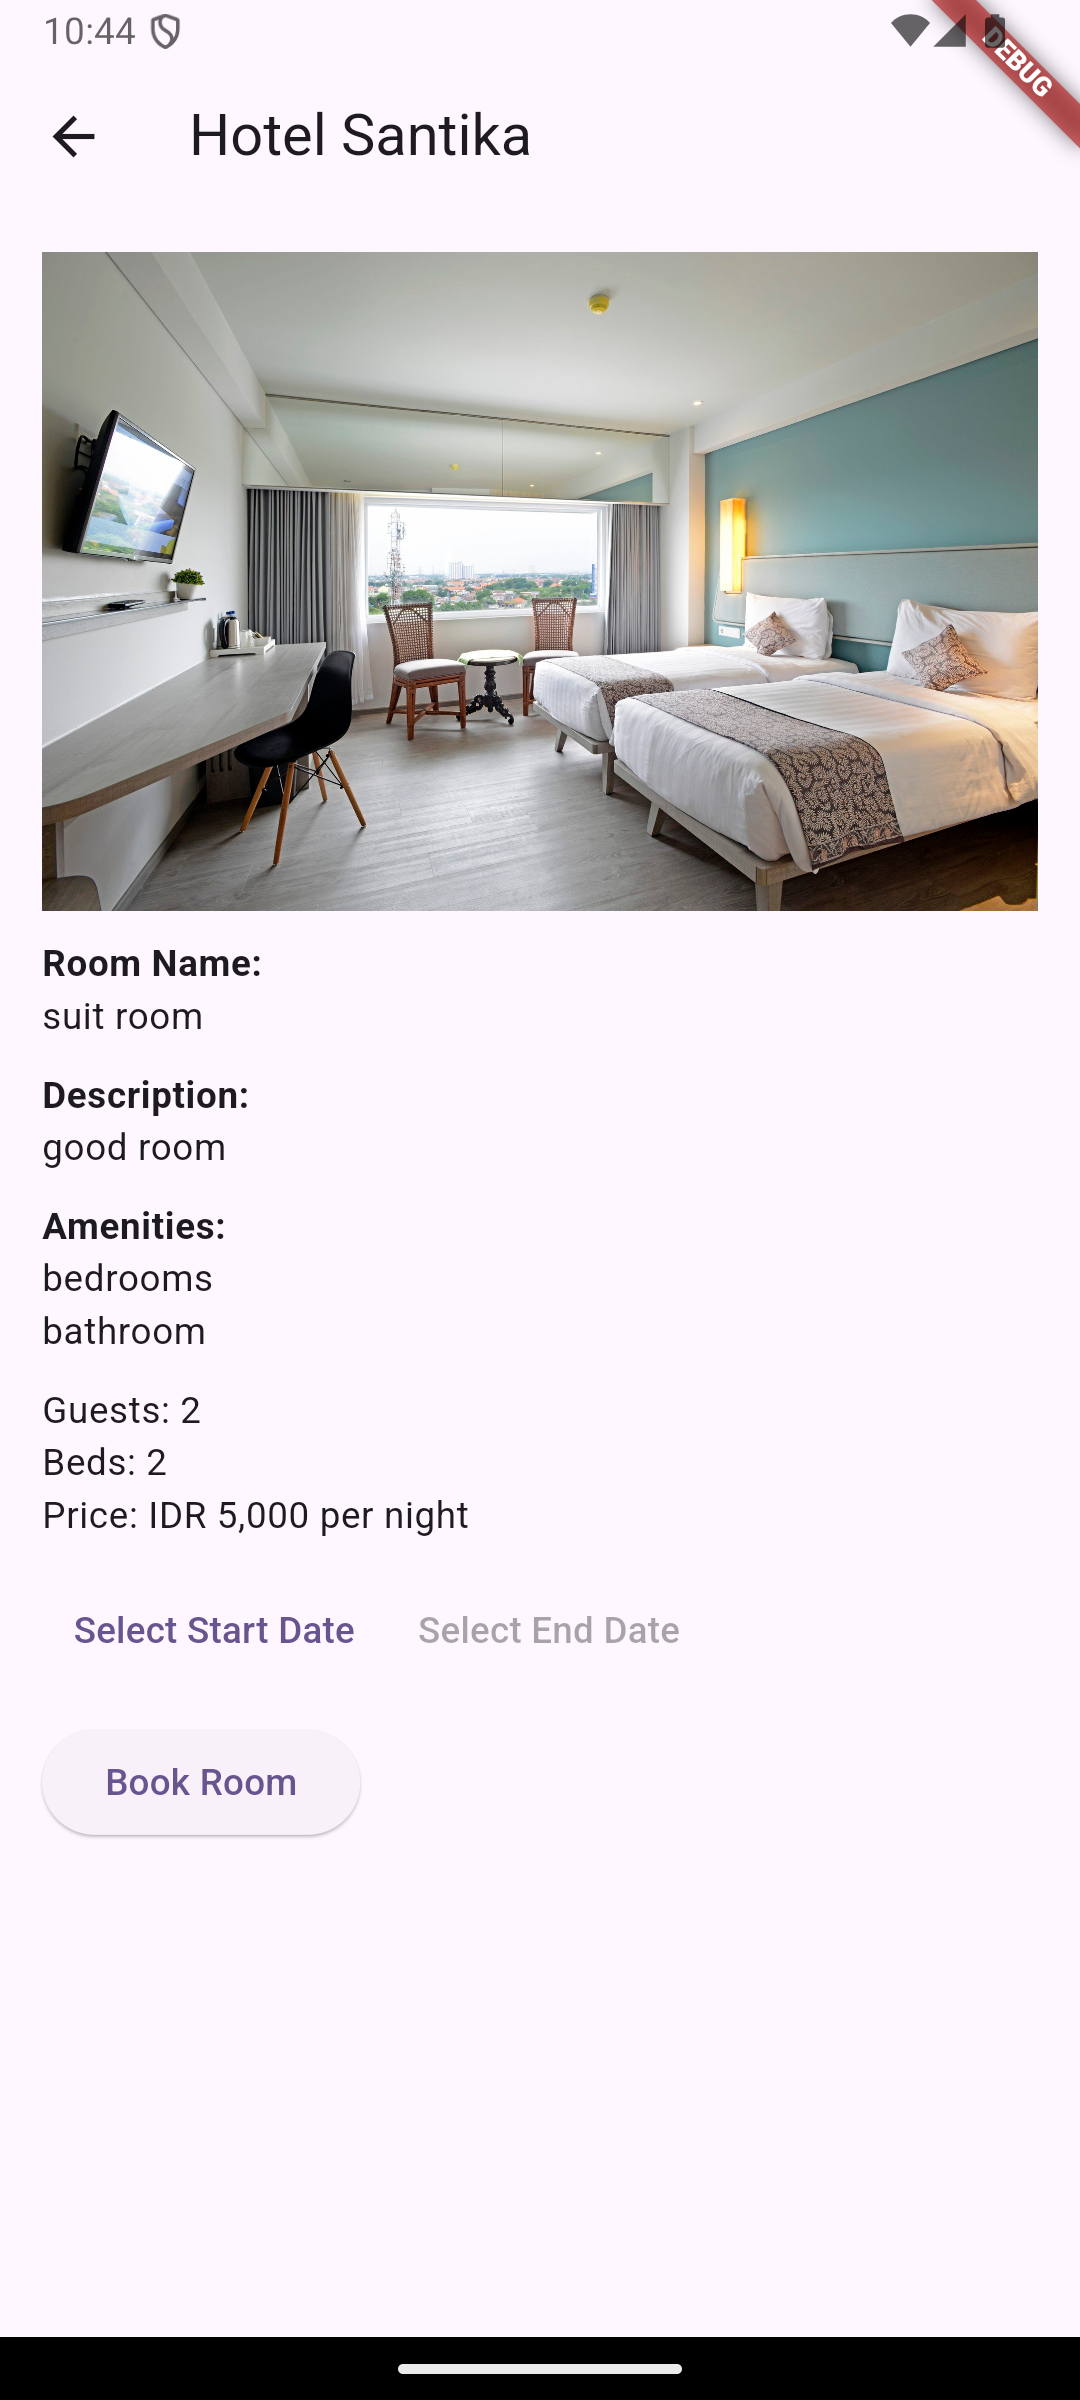 10:44
DEBUG
Hotel Santika
Room Name:
suit room
Description:
good room
Amenities:
bedrooms
bathroom
Guests: 2
Beds: 2
Price: IDR 5,000 per night
Select Start Date Select End Date
Book Room